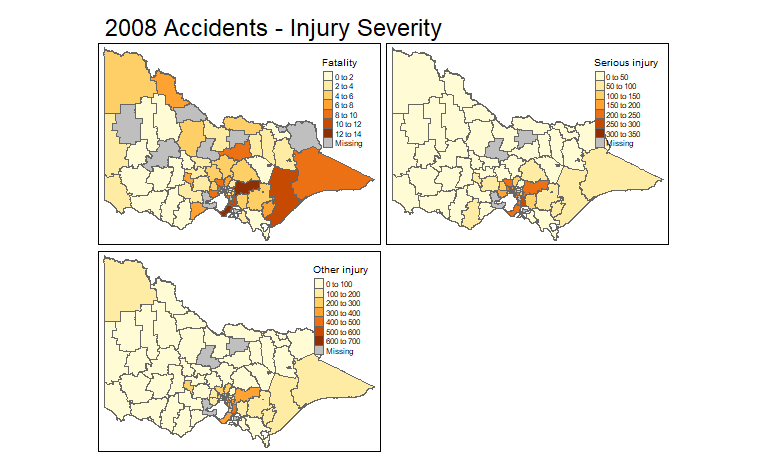 2008 Accidents - Injury Severity
Fatality
0 to 2
2 to 4
4 to 6
6 to 8
8 to 10
10 to 12
12 to 14
Missing
Serious injury
0 to 50
50 to 100
100 to 150
150 to 200
200 to 250
250 to 300
300 to 350
Missing
Other injury
0 to 100
100 to 200
200 to 300
300 to 400
400 to 500
500 to 600
600 to 700
Missing